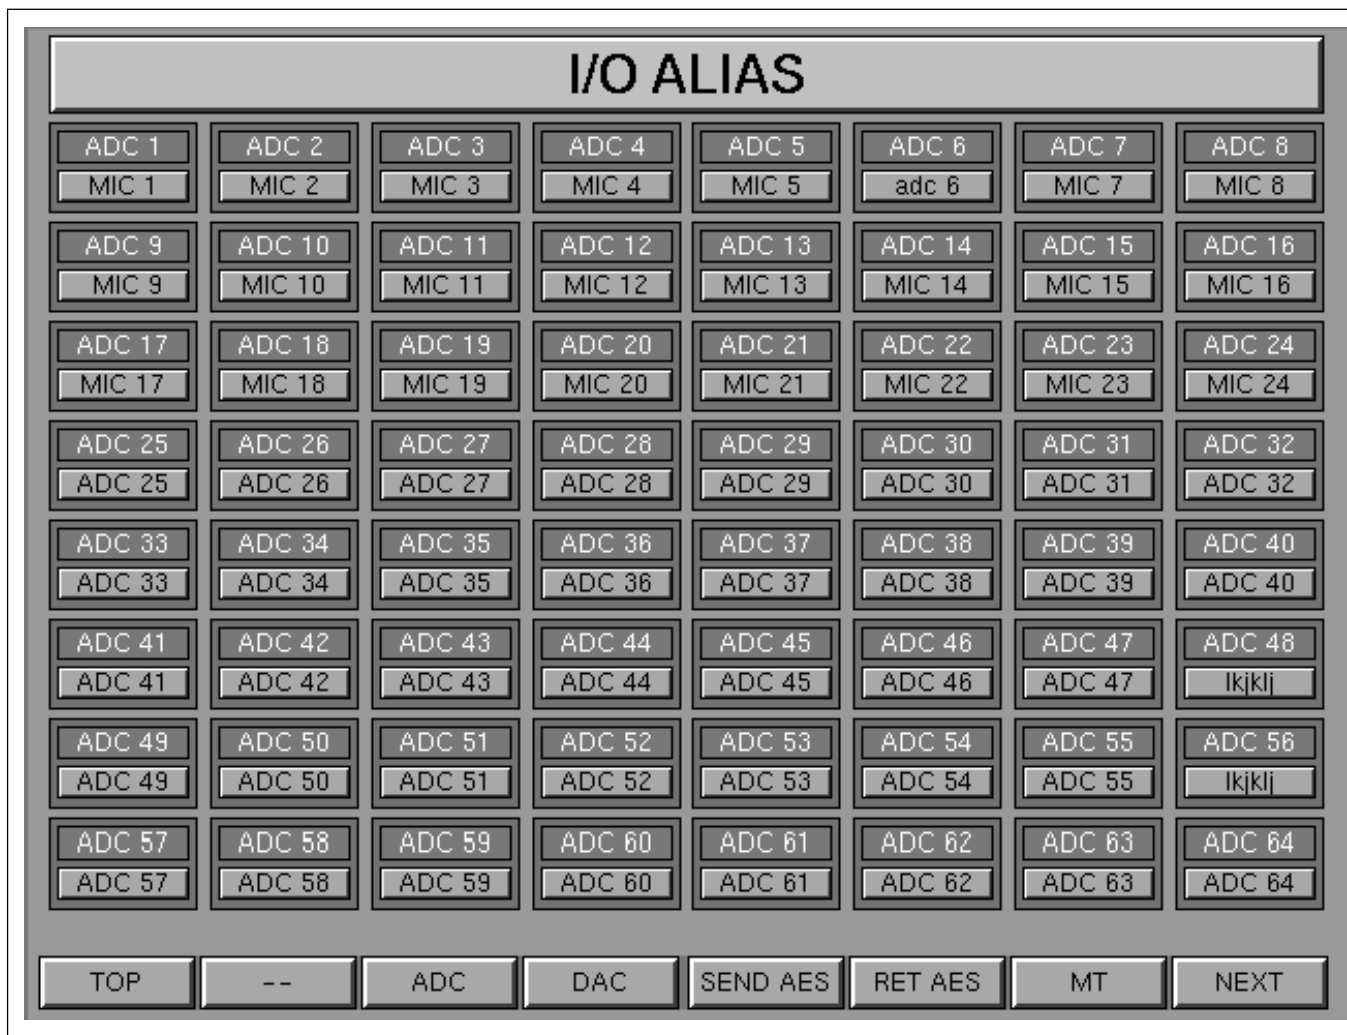 I/O ALIAS
ADC 1 ADC 2 ADC 3 ADC 4 ADC 5 ADC 6 ADC 7 ADC 8
MIC 1 MIC 2 MIC 3 MIC 4 MIC 5 adc 6 MIC 7 MIC 8
ADC 9 ADC 10 ADC 11 ADC 12 ADC 13 ADC 14 ADC 15 ADC 16
MIC 9 MIC 10 MIC 11 MIC 12 MIC 13 MIC 14 MIC 15 MIC 16
ADC 17 ADC 18 ADC 19 ADC 20 ADC 21 ADC 22 ADC 23 ADC 24
MIC 17 MIC 18 MIC 19 MIC 20 MIC 21 MIC 22 MIC 23 MIC 24
ADC 25 ADC 26 ADC 27 ADC 28 ADC 29 ADC 30 ADC 31 ADC 32
ADC 25 ADC 26 ADC 27 ADC 28 ADC 29 ADC 30 ADC 31 ADC 32
ADC 33 ADC 34 ADC 35 ADC 36 ADC 37 ADC 38 ADC 39 ADC 40
ADC 33 ADC 34 ADC 35 ADC 36 ADC 37 ADC 38 ADC 39 ADC 40
ADC 41 ADC 42 ADC 43 ADC 44 ADC 45 ADC 46 ADC 47 ADC 48
ADC 41 ADC 42 ADC 43 ADC 44 ADC 45 ADC 46 ADC 47 lkjklj
ADC 49 ADC 50 ADC 51 ADC 52 ADC 53 ADC 54 ADC 55 ADC 56
ADC 49 ADC 50 ADC 51 ADC 52 ADC 53 ADC 54 ADC 55 lkjklj
ADC 57 ADC 58 ADC 59 ADC 60 ADC 61 ADC 62 ADC 63 ADC 64
ADC 57 ADC 58 ADC 59 ADC 60 ADC 61 ADC 62 ADC 63 ADC 64
TOP -- ADC DAC SEND AES RET AES MT NEXT